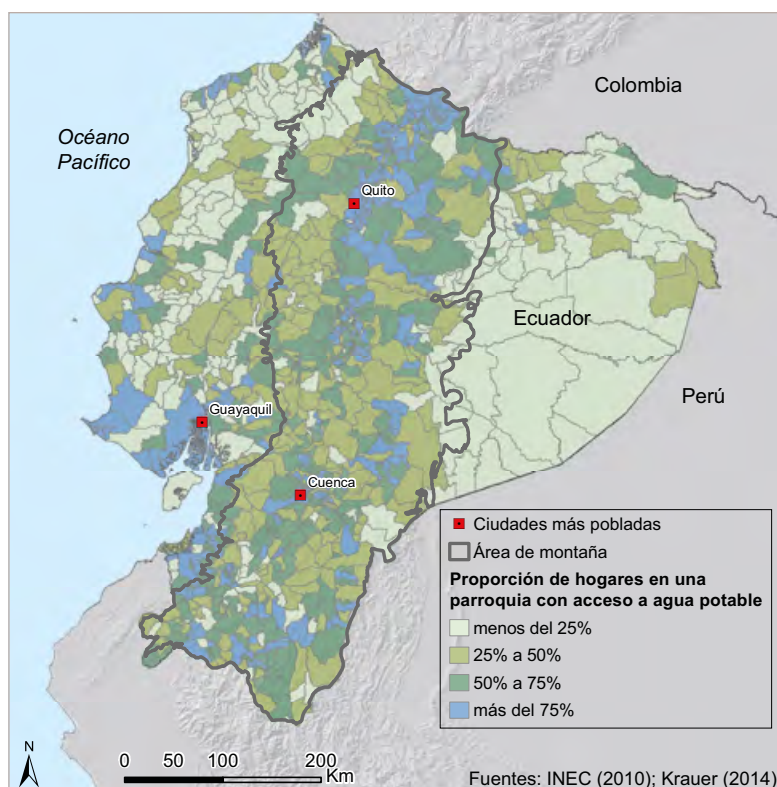 Colombia
Océano
Pacífico
Quito
Ecuador
Perú
Guayaquil
Cuenca
Ciudades más pobladas
Área de montaña
Proporción de hogares en una
parroquia con acceso a agua potable
menos del 25%
25% a 50%
50% a 75%
más del 75%
N
0 50 100 200
Km
Fuentes: INEC (2010); Krauer (2014)